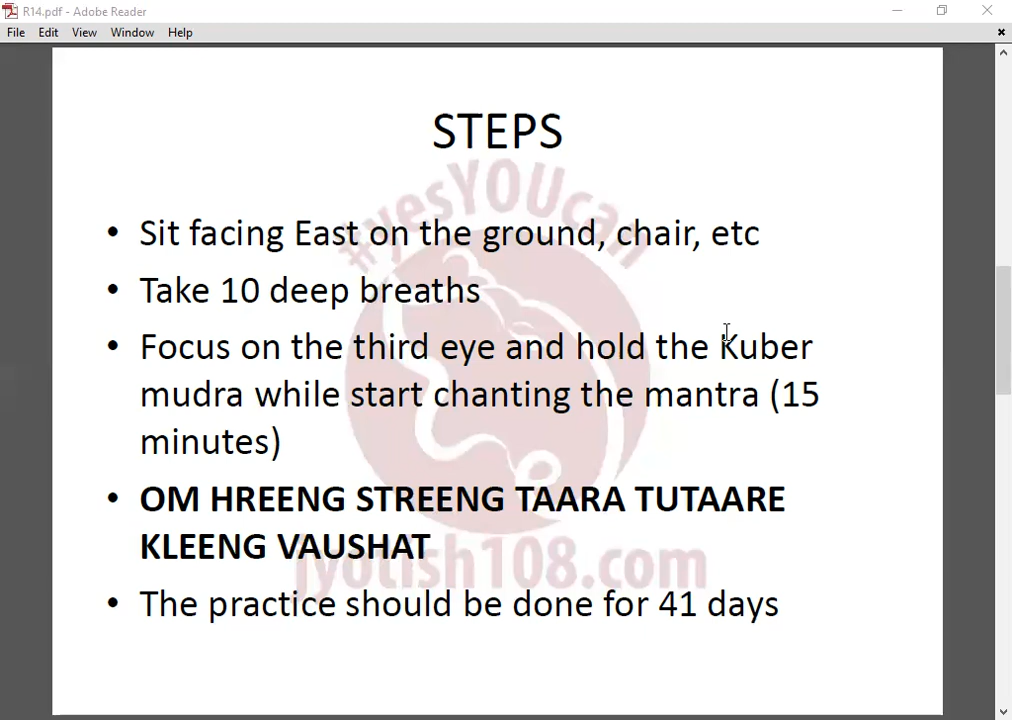 R14.pdf - Adobe Reader
File Edit View Window Help
STEPS
#yesYOUcan
• Sit facing East on the ground, chair, etc
• Take 10 deep breaths
• Focus on the third eye and hold the Kuber
mudra while start chanting the mantra (15
minutes)
• OM HREENG STREENG TAARA TUTAARE
KLEENG VAUSHAT
jyotish108.com
• The practice should be done for 41 days